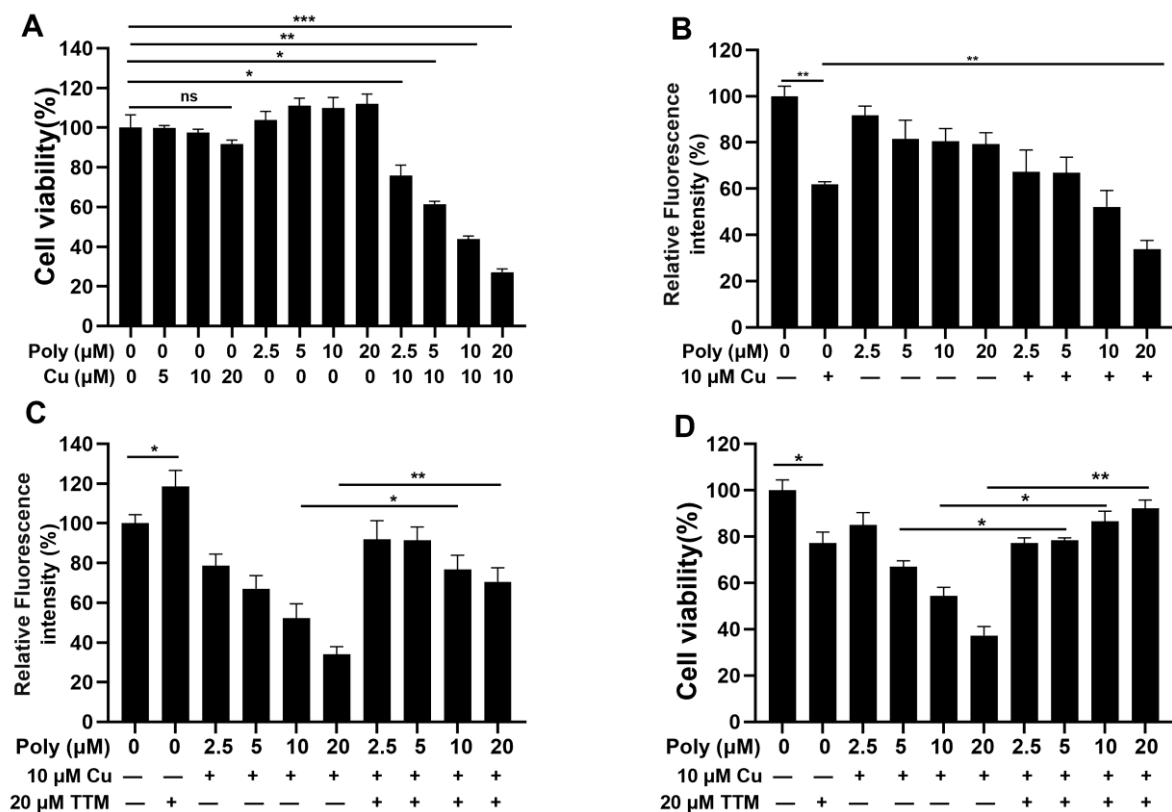 A
***
**
*
*
ns
Cell viability(%)
140
120
100
80
60
40
20
0
Poly (μM) 0 0 0 0 2.5 5 10 20 2.5 5 10 20
Cu (μM) 0 5 10 20 0 0 0 0 10 10 10 10
B
**
**
Relative Fluorescence
intensity (%)
120
100
80
60
40
20
0
Poly (μM) 0 0 2.5 5 10 20 2.5 5 10 20
10 μM Cu — + — — — — + + + +
C
*
**
*
Relative Fluorescence
intensity (%)
140
120
100
80
60
40
20
0
Poly (μM) 0 0 2.5 5 10 20 2.5 5 10 20
10 μM Cu — — + + + + + + + +
20 μM TTM — + — — — — + + + +
D
*
**
*
*
Cell viability(%)
120
100
80
60
40
20
0
Poly (μM) 0 0 2.5 5 10 20 2.5 5 10 20
10 μM Cu — — + + + + + + + +
20 μM TTM — + — — — — + + + +